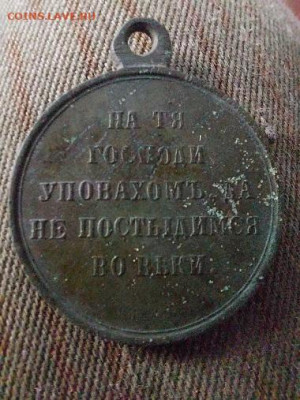 COINS.LAVE.RU
НА ТЯ
ГОСПОДИ
УПОВАХОМЪ ДА
НЕ ПОСТЫДИМСЯ
ВО ВѢКИ.